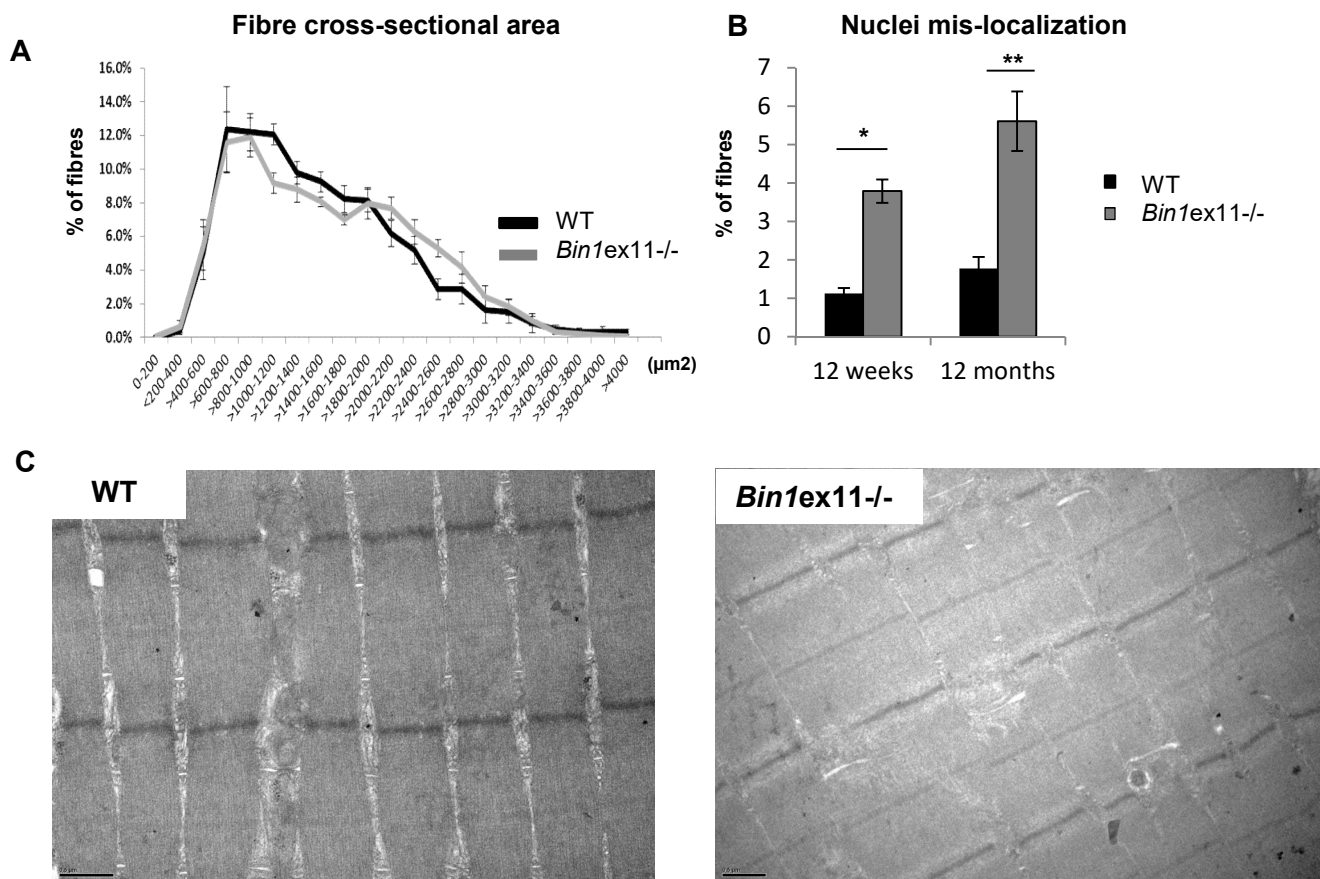 Fibre cross-sectional area
A
% of fibres
16.0%
14.0%
12.0%
10.0%
8.0%
6.0%
4.0%
2.0%
0.0%
WT
Bin1ex11-/-
0-200
<200-400
>400-600
>600-800
>800-1000
>1000-1200
>1200-1400
>1400-1600
>1600-1800
>1800-2000
>2000-2200
>2200-2400
>2400-2600
>2600-2800
>2800-3000
>3000-3200
>3200-3400
>3400-3600
>3600-3800
>3800-4000
>4000
(µm2)
B
Nuclei mis-localization
% of fibres
7
6
5
4
3
2
1
0
*
**
12 weeks
12 months
WT
Bin1ex11-/-
C
WT
Bin1ex11-/-